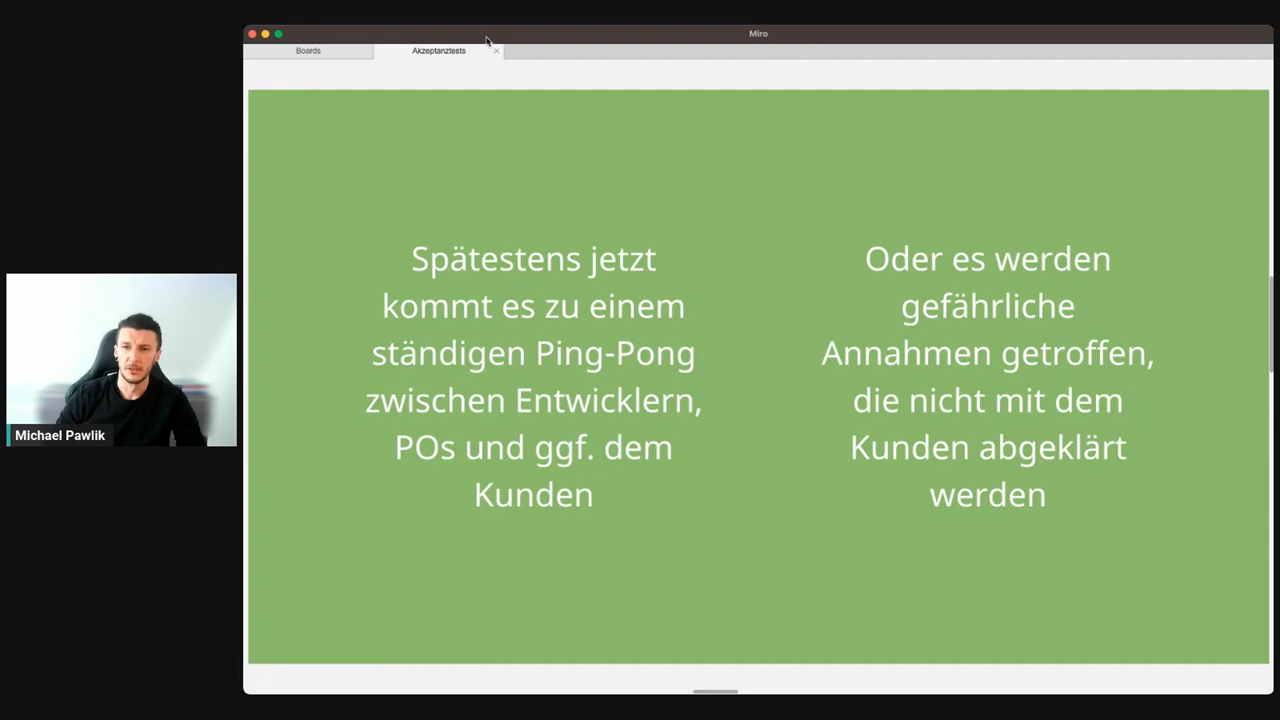 Miro
Boards
Akzeptanztests
Spätestens jetzt
kommt es zu einem
ständigen Ping-Pong
zwischen Entwicklern,
POs und ggf. dem
Kunden
Oder es werden
gefährliche
Annahmen getroffen,
die nicht mit dem
Kunden abgeklärt
werden
Michael Pawlik